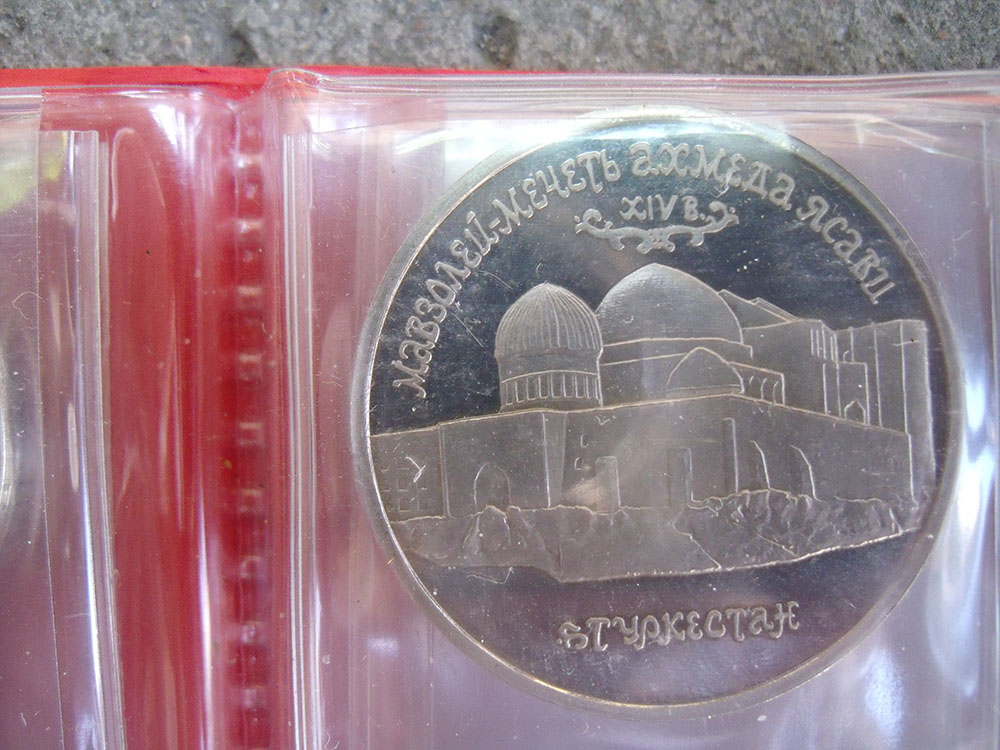 МАВЗОЛЕЙ-МЕЧЕТЬ АХМЕДА ЯСАВИ
XIV В.
Г.ТУРКЕСТАН